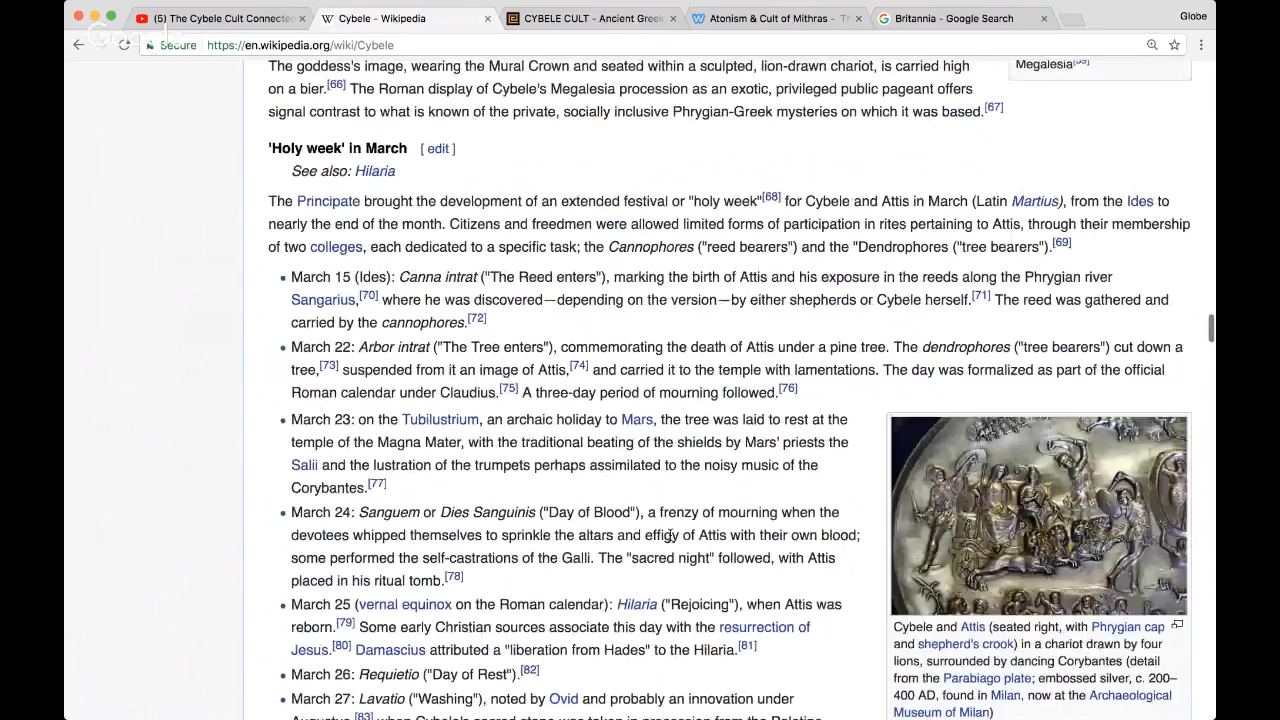 (5) The Cybele Cult Connected
Cybele - Wikipedia
CYBELE CULT - Ancient Greek
Atonism & Cult of Mithras - Th
Britannia - Google Search
Globe
Google
Secure https://en.wikipedia.org/wiki/Cybele
The goddess's image, wearing the Mural Crown and seated within a sculpted, lion-drawn chariot, is carried high
on a bier.[66] The Roman display of Cybele's Megalesia procession as an exotic, privileged public pageant offers
signal contrast to what is known of the private, socially inclusive Phrygian-Greek mysteries on which it was based.[67]
Megalesia[59]
'Holy week' in March [ edit ]
See also: Hilaria
The Principate brought the development of an extended festival or "holy week"[68] for Cybele and Attis in March (Latin Martius), from the Ides to
nearly the end of the month. Citizens and freedmen were allowed limited forms of participation in rites pertaining to Attis, through their membership
of two colleges, each dedicated to a specific task; the Cannophores ("reed bearers") and the "Dendrophores ("tree bearers").[69]
• March 15 (Ides): Canna intrat ("The Reed enters"), marking the birth of Attis and his exposure in the reeds along the Phrygian river
Sangarius,[70] where he was discovered—depending on the version—by either shepherds or Cybele herself.[71] The reed was gathered and
carried by the cannophores.[72]
• March 22: Arbor intrat ("The Tree enters"), commemorating the death of Attis under a pine tree. The dendrophores ("tree bearers") cut down a
tree,[73] suspended from it an image of Attis,[74] and carried it to the temple with lamentations. The day was formalized as part of the official
Roman calendar under Claudius.[75] A three-day period of mourning followed.[76]
• March 23: on the Tubilustrium, an archaic holiday to Mars, the tree was laid to rest at the
temple of the Magna Mater, with the traditional beating of the shields by Mars' priests the
Salii and the lustration of the trumpets perhaps assimilated to the noisy music of the
Corybantes.[77]
• March 24: Sanguem or Dies Sanguinis ("Day of Blood"), a frenzy of mourning when the
devotees whipped themselves to sprinkle the altars and effigy of Attis with their own blood;
some performed the self-castrations of the Galli. The "sacred night" followed, with Attis
placed in his ritual tomb.[78]
• March 25 (vernal equinox on the Roman calendar): Hilaria ("Rejoicing"), when Attis was
reborn.[79] Some early Christian sources associate this day with the resurrection of
Jesus.[80] Damascius attributed a "liberation from Hades" to the Hilaria.[81]
• March 26: Requietio ("Day of Rest").[82]
• March 27: Lavatio ("Washing"), noted by Ovid and probably an innovation under
Augustus,[83] when Cybele's sacred stone was taken in procession from the Palatine
Cybele and Attis (seated right, with Phrygian cap
and shepherd's crook) in a chariot drawn by four
lions, surrounded by dancing Corybantes (detail
from the Parabiago plate; embossed silver, c. 200–
400 AD, found in Milan, now at the Archaeological
Museum of Milan)